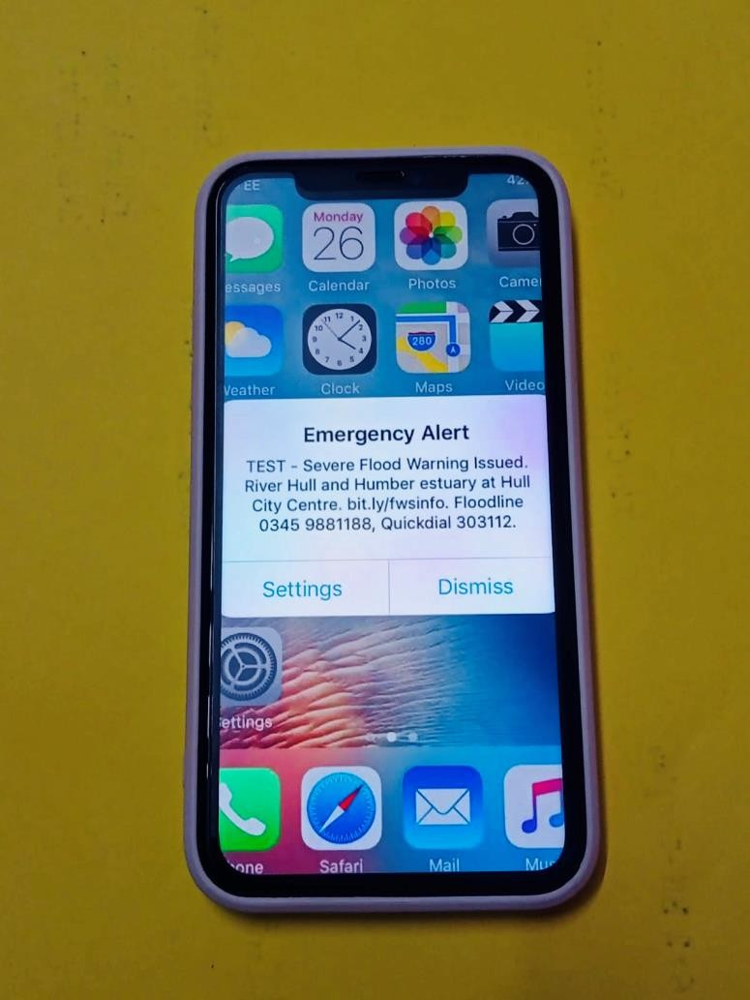 EE 42
Monday
26
essages Calendar Photos Came
280
Weather Clock Maps Video
Emergency Alert
TEST - Severe Flood Warning Issued.
River Hull and Humber estuary at Hull
City Centre. bit.ly/fwsinfo. Floodline
0345 9881188, Quickdial 303112.
Settings Dismiss
ettings
hone Safari Mail Mus